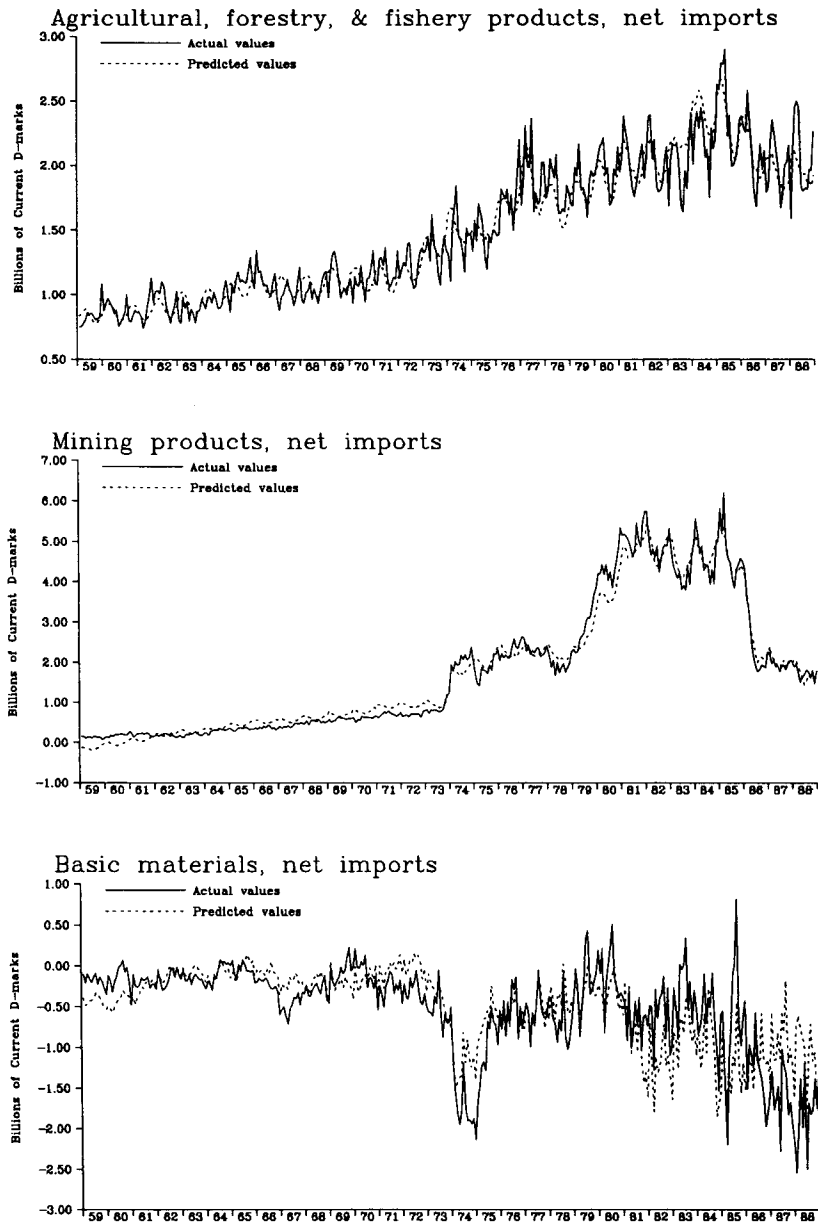 Agricultural, forestry, & fishery products, net imports
Actual values
Predicted values
Billions of Current D-marks
3.00
2.50
2.00
1.50
1.00
0.50
59 60 61 62 63 64 65 66 67 68 69 70 71 72 73 74 75 76 77 78 79 80 81 82 83 84 85 86 87 88
Mining products, net imports
Actual values
Predicted values
Billions of Current D-marks
7.00
6.00
5.00
4.00
3.00
2.00
1.00
0.00
-1.00
59 60 61 62 63 64 65 66 67 68 69 70 71 72 73 74 75 76 77 78 79 80 81 82 83 84 85 86 87 88
Basic materials, net imports
Actual values
Predicted values
Billions of Current D-marks
1.00
0.50
0.00
-0.50
-1.00
-1.50
-2.00
-2.50
-3.00
59 60 61 62 63 64 65 66 67 68 69 70 71 72 73 74 75 76 77 78 79 80 81 82 83 84 85 86 87 88